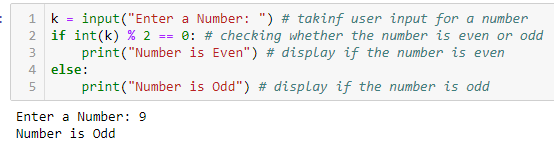 1 k = input("Enter a Number: ") # takinf user input for a number
2 if int(k) % 2 == 0: # checking whether the number is even or odd
3     print("Number is Even") # display if the number is even
4 else:
5     print("Number is Odd") # display if the number is odd
Enter a Number: 9
Number is Odd